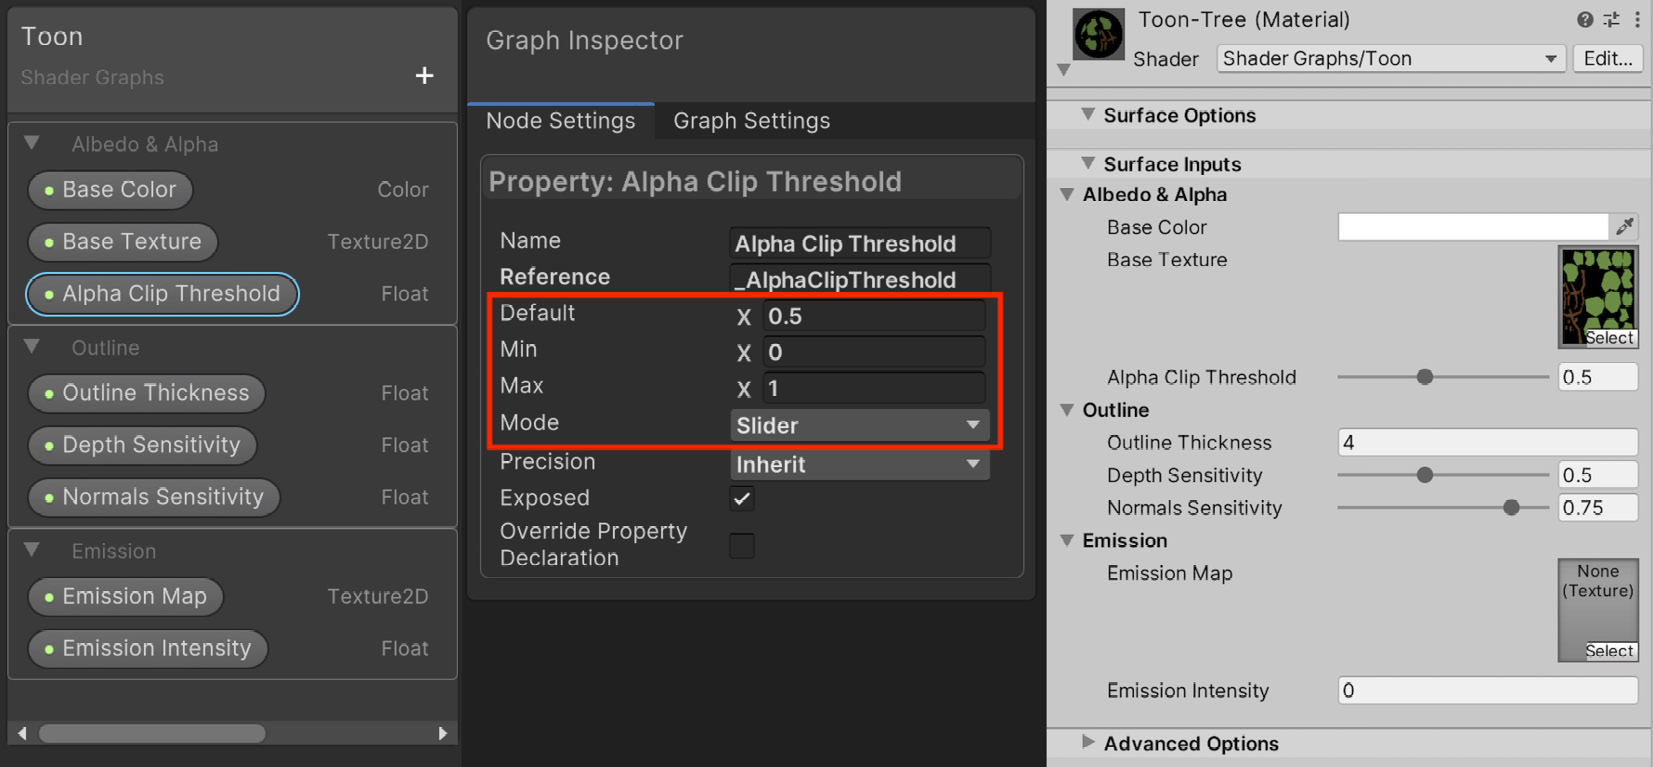 Toon
Shader Graphs
+
Albedo & Alpha
Base Color Color
Base Texture Texture2D
Alpha Clip Threshold Float
Outline
Outline Thickness Float
Depth Sensitivity Float
Normals Sensitivity Float
Emission
Emission Map Texture2D
Emission Intensity Float
Graph Inspector
Node Settings Graph Settings
Property: Alpha Clip Threshold
Name Alpha Clip Threshold
Reference _AlphaClipThreshold
Default X 0.5
Min X 0
Max X 1
Mode Slider
Precision Inherit
Exposed
Override Property
Declaration
Toon-Tree (Material)
Shader Shader Graphs/Toon Edit...
Surface Options
Surface Inputs
Albedo & Alpha
Base Color
Base Texture
Select
Alpha Clip Threshold 0.5
Outline
Outline Thickness 4
Depth Sensitivity 0.5
Normals Sensitivity 0.75
Emission
Emission Map None
(Texture)
Select
Emission Intensity 0
Advanced Options